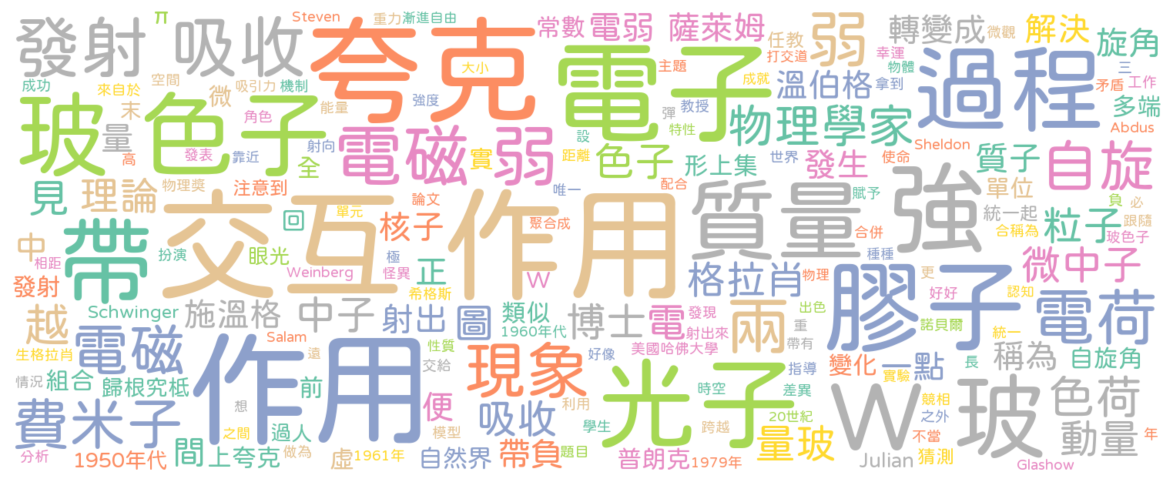 π
Steven
重力
漸進自由
常數
電弱
薩萊姆
任教
弱
轉變成
微觀
解決
旋角
發射
吸收
夸克
電子
打交道
幸運
過程
成功
空間
大小
主題
溫伯格
物體
三
來自於
吸引力
機制
成就
拿到
矛盾
工作
玻色子
末
微
角色
能量
強度
彈
教授
物理學家
多端
量
電磁弱
設
特性
Abdus
高
發表
靠近
射向
實
距離
色子
形上集
世界
發生
使命
Sheldon
質子
自旋
見
理論
物理獎
全
注意到
論文
唯一
配合
賦予
單位
負
必
交互作用
單元
回
核子
聚合成
質量
強
統一起
粒子
跟隨
中
帶
合併
合稱為
玻色子
相距
扮演
眼光
極
正
種種
微中子
發射
Weinberg
怪異
W
格拉肖
物理
膠子
更
希格斯
好好
認知
Schwinger
施溫格
中子
射出
圖
類似
博士
電
發現
兩
出色
諾貝爾
電荷
越
電磁
Salam
1960年代
射出來
重
統一
生格拉肖
作用
遠
性質
好像
美國哈佛大學
帶有
稱為
自旋角
情況
組合
歸根究柢
前
交給
現象
光子
時空
指導
變化
一點
長
實驗
想
利用
差異
W
玻
色荷
競相
費米子
便
吸收
學生
跨越
20世紀
之外
動量
間
上夸克
之間
過人
模型
量玻
不當
年
分析
1950年代
做為
虛
1961年
自然界
帶負
題目
普朗克
1979年
Julian
猜測
Glashow